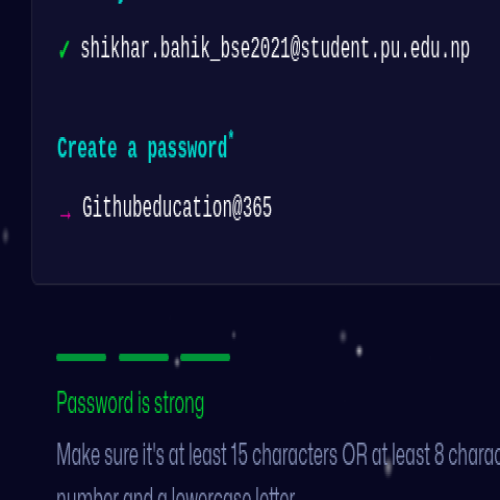 ✓ shikhar.bahik_bse2021@student.pu.edu.np
Create a password*
→ Githubeducation@365
Password is strong
Make sure it's at least 15 characters OR at least 8 charac
number and a lowercase letter